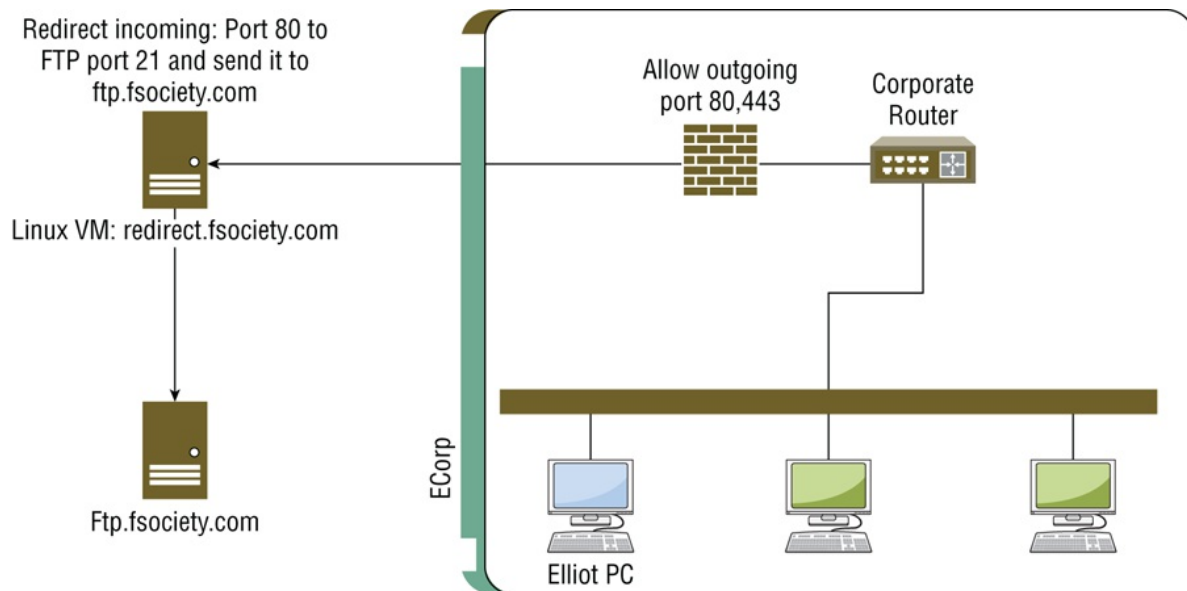 Redirect incoming: Port 80 to
FTP port 21 and send it to
ftp.fsociety.com
Linux VM: redirect.fsociety.com
Ftp.fsociety.com
Allow outgoing
port 80,443
Corporate
Router
ECorp
Elliot PC